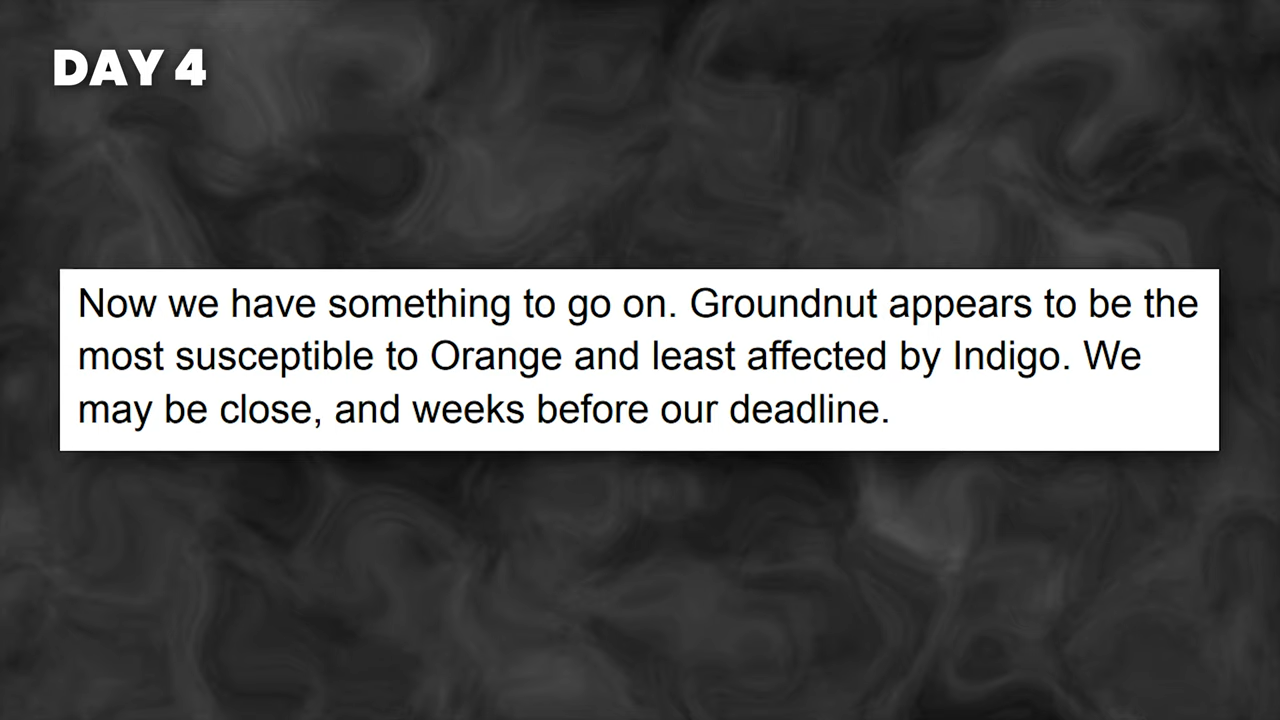 DAY 4
Now we have something to go on. Groundnut appears to be the
most susceptible to Orange and least affected by Indigo. We
may be close, and weeks before our deadline.